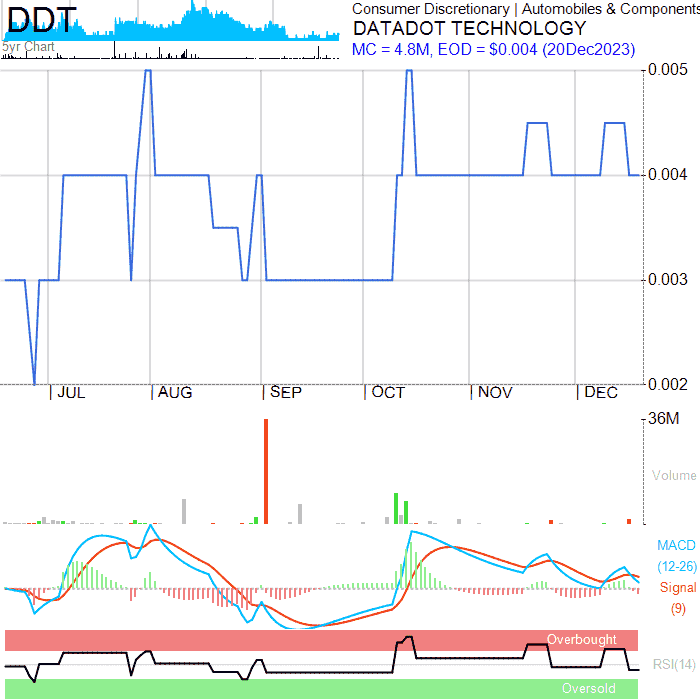 DDT
5yr Chart
Consumer Discretionary | Automobiles & Components
DATADOT TECHNOLOGY
MC = 4.8M, EOD = $0.004 (20Dec2023)
0.005
0.004
0.003
0.002
JUL
AUG
SEP
OCT
NOV
DEC
36M
Volume
MACD
(12-26)
Signal
(9)
Overbought
RSI(14)
Oversold